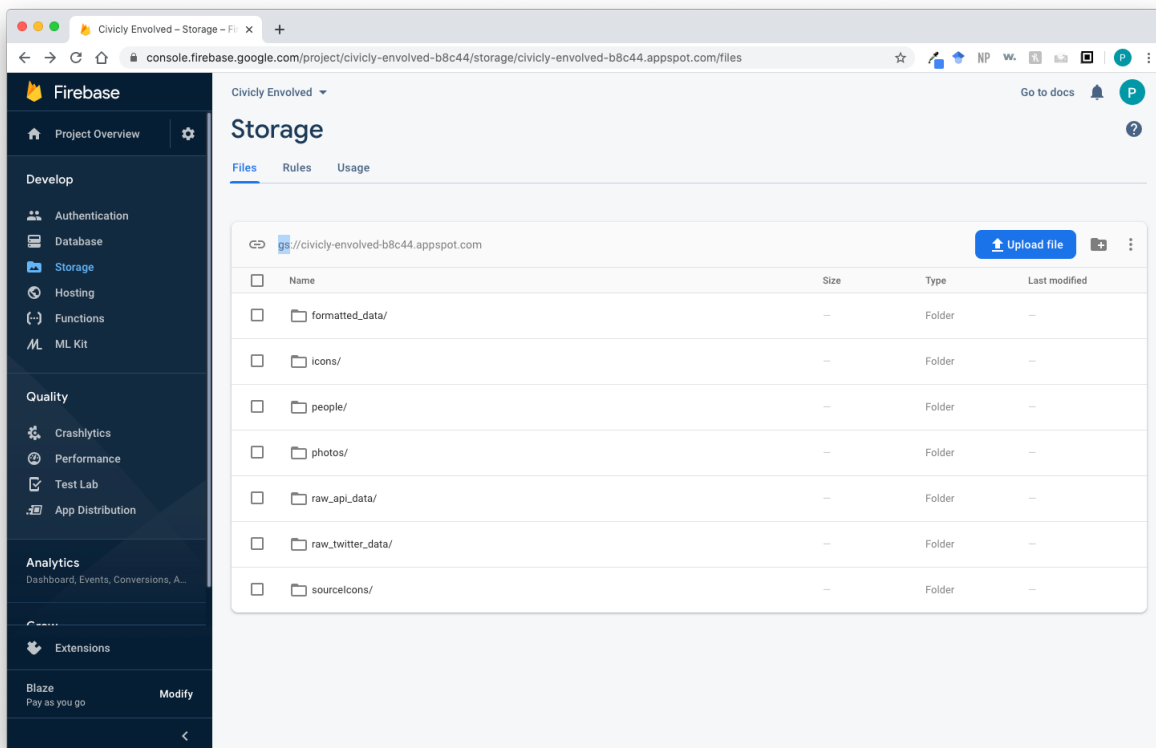 Civicly Envolved – Storage – Fi
console.firebase.google.com/project/civicly-envolved-b8c44/storage/civicly-envolved-b8c44.appspot.com/files
NP
w.
P
Firebase
Project Overview
Develop
Authentication
Database
Storage
Hosting
Functions
ML Kit
Quality
Crashlytics
Performance
Test Lab
App Distribution
Analytics
Dashboard, Events, Conversions, A...
Grow
Extensions
Blaze
Pay as you go
Modify
Civicly Envolved
Go to docs
P
Storage
Files Rules Usage
gs://civicly-envolved-b8c44.appspot.com
Upload file
Name Size Type Last modified
formatted_data/ — Folder —
icons/ — Folder —
people/ — Folder —
photos/ — Folder —
raw_api_data/ — Folder —
raw_twitter_data/ — Folder —
sourceIcons/ — Folder —